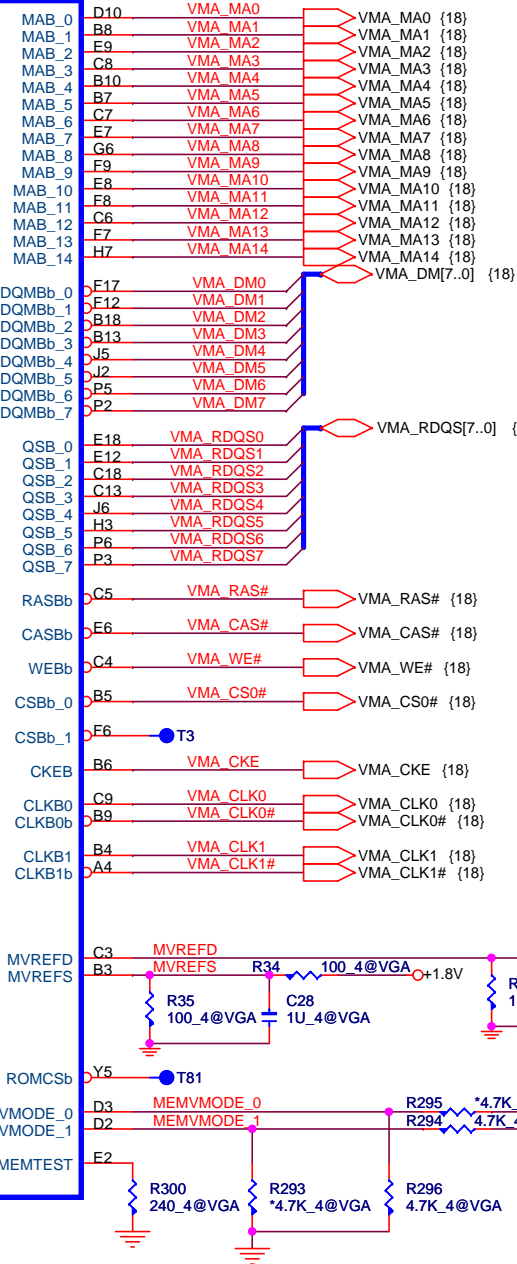 MAB_0 D10 VMA_MA0 VMA_MA0 {18}
MAB_1 B8 VMA_MA1 VMA_MA1 {18}
MAB_2 E9 VMA_MA2 VMA_MA2 {18}
MAB_3 C8 VMA_MA3 VMA_MA3 {18}
MAB_4 B10 VMA_MA4 VMA_MA4 {18}
MAB_5 B7 VMA_MA5 VMA_MA5 {18}
MAB_6 C7 VMA_MA6 VMA_MA6 {18}
MAB_7 E7 VMA_MA7 VMA_MA7 {18}
MAB_8 G6 VMA_MA8 VMA_MA8 {18}
MAB_9 F9 VMA_MA9 VMA_MA9 {18}
MAB_10 E8 VMA_MA10 VMA_MA10 {18}
MAB_11 F8 VMA_MA11 VMA_MA11 {18}
MAB_12 C6 VMA_MA12 VMA_MA12 {18}
MAB_13 F7 VMA_MA13 VMA_MA13 {18}
MAB_14 H7 VMA_MA14 VMA_MA14 {18}
VMA_DM[7..0] {18}
DQMBb_0 F17 VMA_DM0
DQMBb_1 F12 VMA_DM1
DQMBb_2 B18 VMA_DM2
DQMBb_3 B13 VMA_DM3
DQMBb_4 J5 VMA_DM4
DQMBb_5 J2 VMA_DM5
DQMBb_6 P5 VMA_DM6
DQMBb_7 P2 VMA_DM7
VMA_RDQS[7..0] {
QSB_0 E18 VMA_RDQS0
QSB_1 E12 VMA_RDQS1
QSB_2 C18 VMA_RDQS2
QSB_3 C13 VMA_RDQS3
QSB_4 J6 VMA_RDQS4
QSB_5 H3 VMA_RDQS5
QSB_6 P6 VMA_RDQS6
QSB_7 P3 VMA_RDQS7
RASBb C5 VMA_RAS# VMA_RAS# {18}
CASBb E6 VMA_CAS# VMA_CAS# {18}
WEBb C4 VMA_WE# VMA_WE# {18}
CSBb_0 B5 VMA_CS0# VMA_CS0# {18}
CSBb_1 F6 T3
CKEB B6 VMA_CKE VMA_CKE {18}
CLKB0 C9 VMA_CLK0 VMA_CLK0 {18}
CLKB0b B9 VMA_CLK0# VMA_CLK0# {18}
CLKB1 B4 VMA_CLK1 VMA_CLK1 {18}
CLKB1b A4 VMA_CLK1# VMA_CLK1# {18}
MVREFD C3 MVREFD
MVREFS B3 MVREFS R34 100_4@VGA +1.8V
R35
100_4@VGA
C28
1U_4@VGA
R
1
ROMCSb Y5 T81
VMODE_0 D3 MEMVMODE_0 R295 *4.7K_
VMODE_1 D2 MEMVMODE_1 R294 4.7K_4
MEMTEST E2
R300
240_4@VGA
R293
*4.7K_4@VGA
R296
4.7K_4@VGA